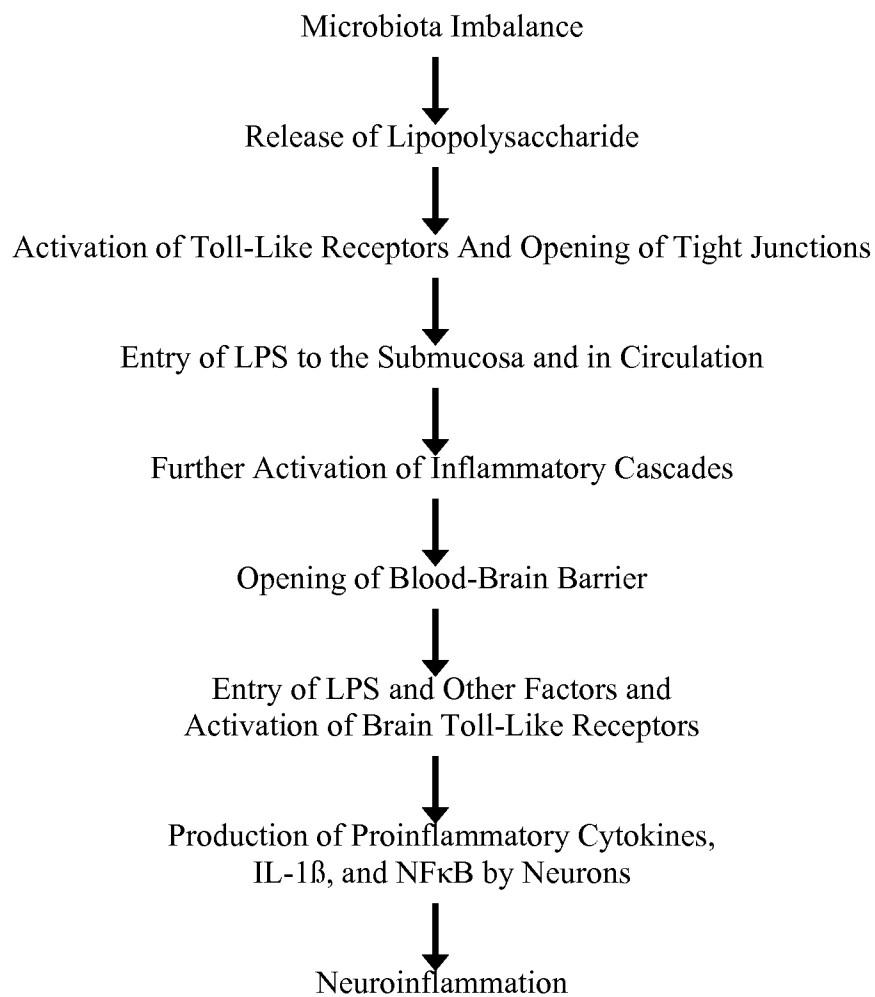 Microbiota Imbalance
Release of Lipopolysaccharide
Activation of Toll-Like Receptors And Opening of Tight Junctions
Entry of LPS to the Submucosa and in Circulation
Further Activation of Inflammatory Cascades
Opening of Blood-Brain Barrier
Entry of LPS and Other Factors and
Activation of Brain Toll-Like Receptors
Production of Proinflammatory Cytokines,
IL-1ß, and NFκB by Neurons
Neuroinflammation